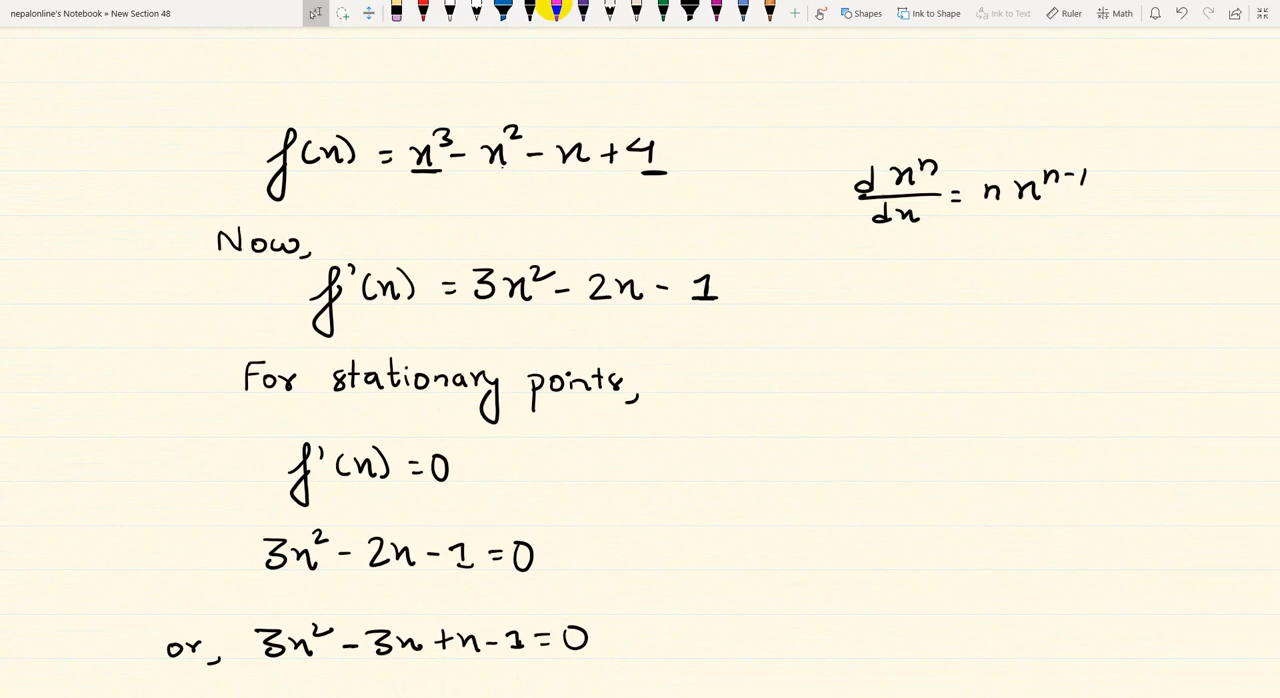 nepalonline's Notebook » New Section 48
Shapes Ink to Shape Ink to Text Ruler Math
f(x) = x³ - x² - x + 4
d xⁿ/dx = n xⁿ⁻¹
Now,
f'(x) = 3x² - 2x - 1
For stationary points,
f'(x) = 0
3x² - 2x - 1 = 0
or, 3x² - 3x + x - 1 = 0